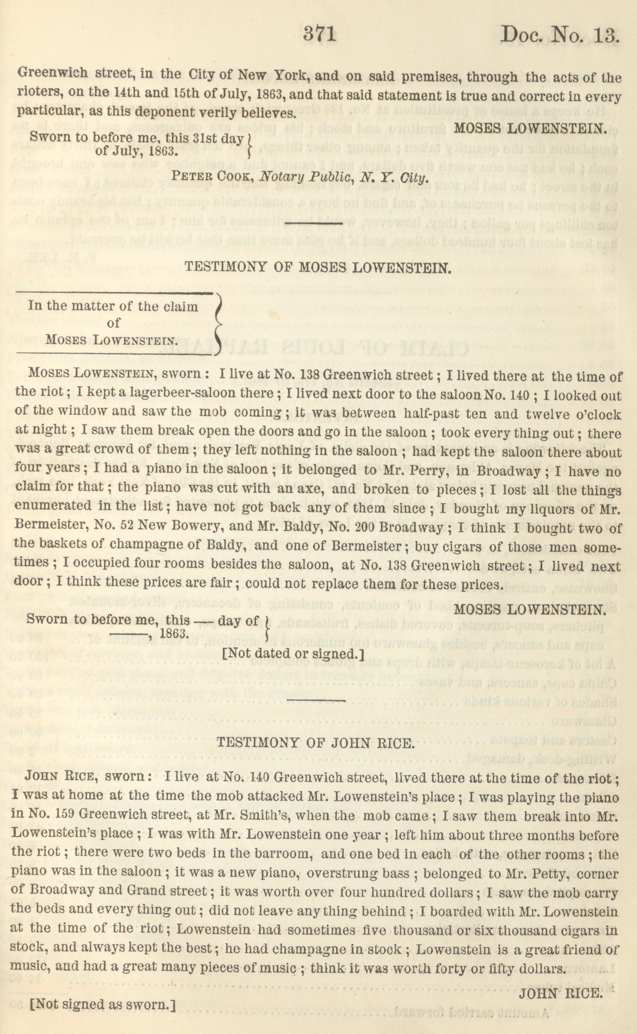 371 Doc. No. 13.
Greenwich street, in the City of New York, and on said premises, through the acts of the
rioters, on the 14th and 15th of July, 1863, and that said statement is true and correct in every
particular, as this deponent verily believes.
MOSES LOWENSTEIN.
Sworn to before me, this 31st day
of July, 1863.
Peter Cook, Notary Public, N. Y. City.
TESTIMONY OF MOSES LOWENSTEIN.
In the matter of the claim
of
Moses Lowenstein.
Moses Lowenstein, sworn: I live at No. 138 Greenwich street; I lived there at the time of
the riot; I kept a lagerbeer-saloon there; I lived next door to the saloon No. 140; I looked out
of the window and saw the mob coming; it was between half-past ten and twelve o'clock
at night; I saw them break open the doors and go in the saloon; took every thing out; there
was a great crowd of them; they left nothing in the saloon; had kept the saloon there about
four years; I had a piano in the saloon; it belonged to Mr. Perry, in Broadway; I have no
claim for that; the piano was cut with an axe, and broken to pieces; I lost all the things
enumerated in the list; have not got back any of them since; I bought my liquors of Mr.
Bermeister, No. 52 New Bowery, and Mr. Baldy, No. 200 Broadway; I think I bought two of
the baskets of champagne of Baldy, and one of Bermeister; buy cigars of those men some-
times; I occupied four rooms besides the saloon, at No. 138 Greenwich street; I lived next
door; I think these prices are fair; could not replace them for these prices.
MOSES LOWENSTEIN.
Sworn to before me, this — day of
——, 1863.
[Not dated or signed.]
TESTIMONY OF JOHN RICE.
John Rice, sworn: I live at No. 140 Greenwich street, lived there at the time of the riot;
I was at home at the time the mob attacked Mr. Lowenstein's place; I was playing the piano
in No. 159 Greenwich street, at Mr. Smith's, when the mob came; I saw them break into Mr.
Lowenstein's place; I was with Mr. Lowenstein one year; left him about three months before
the riot; there were two beds in the barroom, and one bed in each of the other rooms; the
piano was in the saloon; it was a new piano, overstrung bass; belonged to Mr. Petty, corner
of Broadway and Grand street; it was worth over four hundred dollars; I saw the mob carry
the beds and every thing out; did not leave any thing behind; I boarded with Mr. Lowenstein
at the time of the riot; Lowenstein had sometimes five thousand or six thousand cigars in
stock, and always kept the best; he had champagne in stock; Lowenstein is a great friend of
music, and had a great many pieces of music; think it was worth forty or fifty dollars.
JOHN RICE.
[Not signed as sworn.]